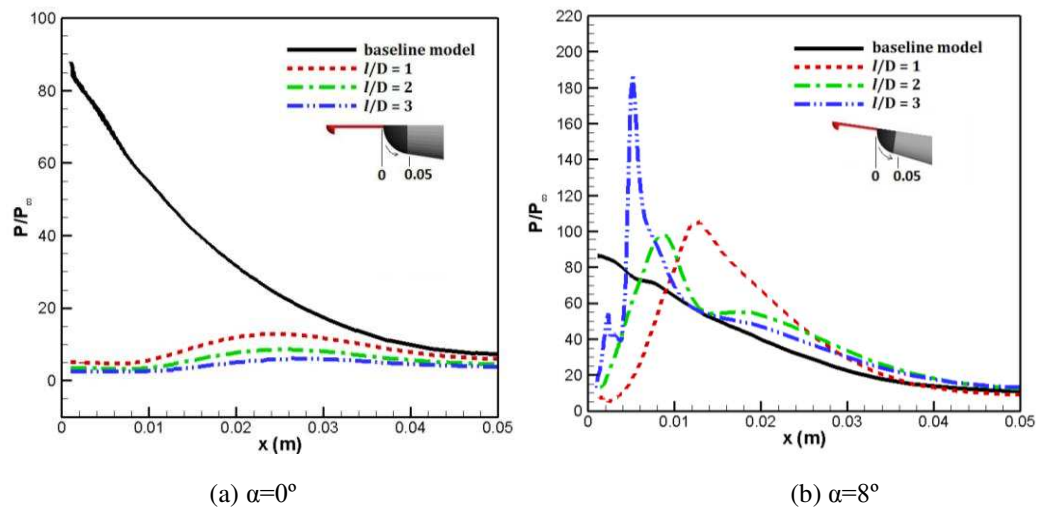 100
80
60
40
20
0
P/P∞
baseline model
l/D = 1
l/D = 2
l/D = 3
0
0.05
0
0.01
0.02
0.03
0.04
0.05
x (m)
(a) α=0º
220
200
180
160
140
120
100
80
60
40
20
0
P/P∞
baseline model
l/D = 1
l/D = 2
l/D = 3
0
0.05
0
0.01
0.02
0.03
0.04
0.05
x (m)
(b) α=8º